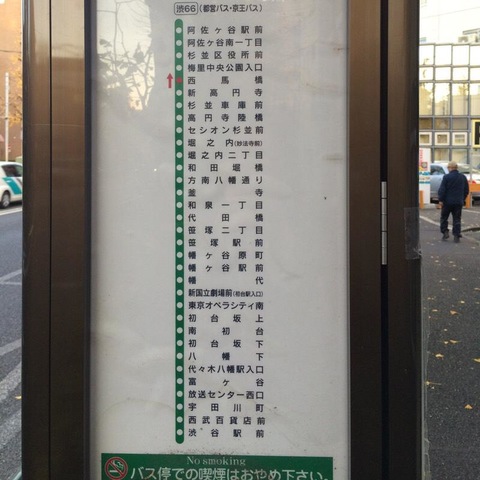 渋66 (都営バス・京王バス)
阿佐ヶ谷駅前
阿佐ヶ谷南一丁目
杉並区役所前
梅里中央公園入口
西馬橋
新高円寺
杉並車庫前
高円寺陸橋
セシオン杉並前
堀之内(妙法寺前)
堀之内二丁目
和田堀橋
方南八幡通り
釜寺
和泉一丁目
代田橋
笹塚二丁目
笹塚駅前
幡ヶ谷原町
幡ヶ谷駅前
幡代
新国立劇場前(初台駅入口)
東京オペラシティ南
初台坂上
南初台
初台坂下
八幡下
代々木八幡駅入口
富ヶ谷
放送センター西口
宇田川町
西武百貨店前
渋谷駅前
No smoking
バス停での喫煙はおやめ下さい。